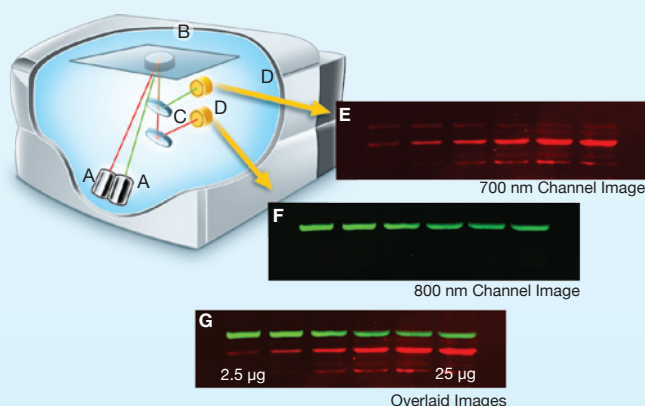 B
D
C
D
A
A
E
700 nm Channel Image
F
800 nm Channel Image
G
2.5 µg
25 µg
Overlaid Images